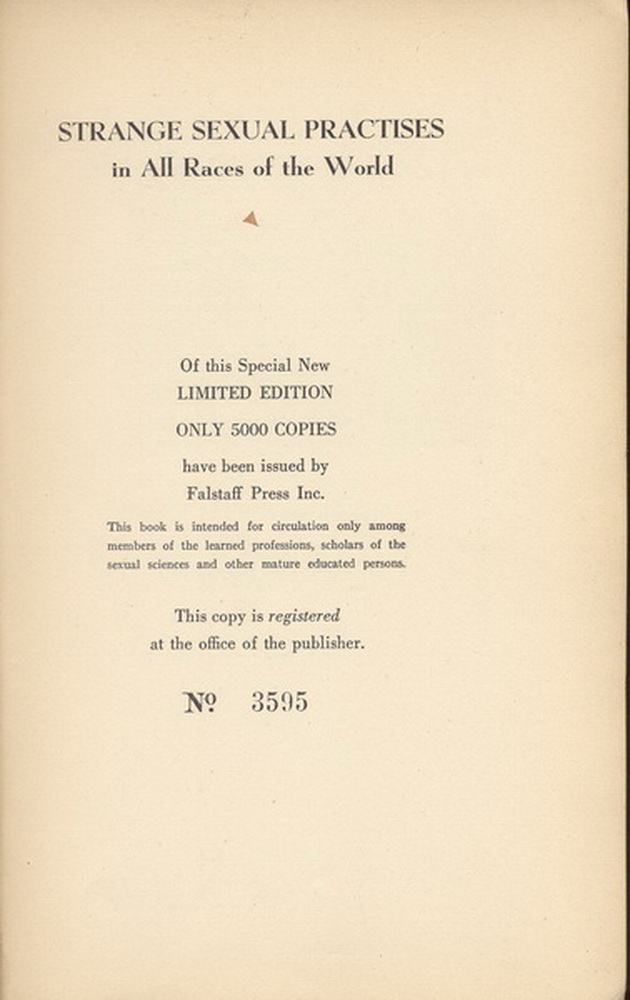 STRANGE SEXUAL PRACTISES
in All Races of the World
Of this Special New
LIMITED EDITION
ONLY 5000 COPIES
have been issued by
Falstaff Press Inc.
This book is intended for circulation only among
members of the learned professions, scholars of the
sexual sciences and other mature educated persons.
This copy is registered
at the office of the publisher.
Nº 3595